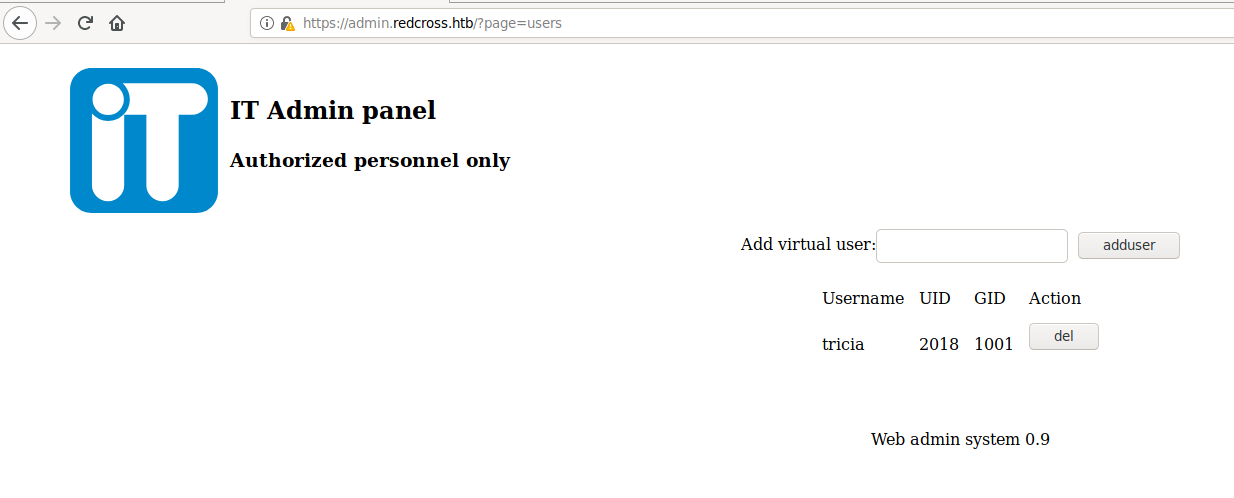 https://admin.redcross.htb/?page=users
iT
IT Admin panel
Authorized personnel only
Add virtual user: adduser
Username UID GID Action
tricia 2018 1001 del
Web admin system 0.9